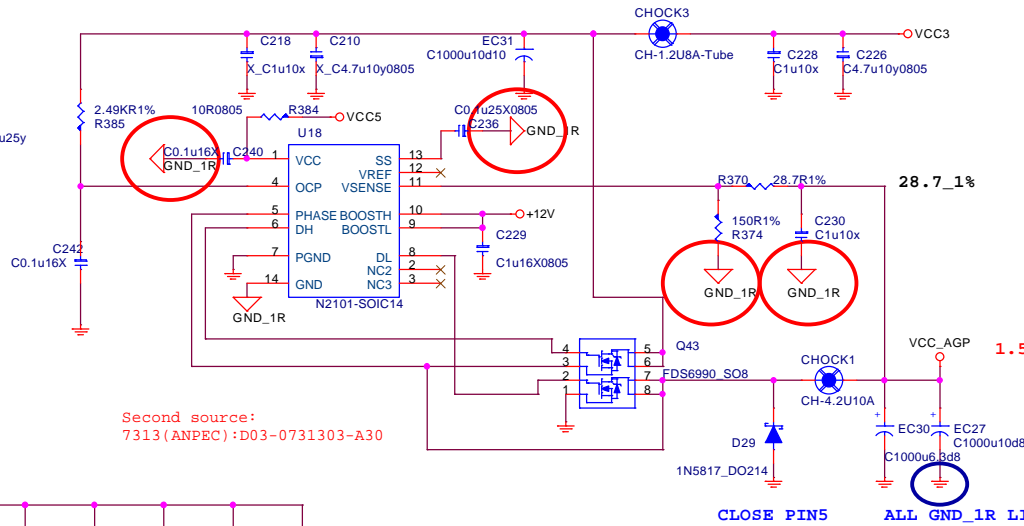 CHOCK3
VCC3
CH-1.2U8A-Tube
C218
X_C1u10x
C210
X_C4.7u10y0805
EC31
C1000u10d10
C228
C1u10x
C226
C4.7u10y0805
2.49KR1%
R385
10R0805
R384
VCC5
C0.1u25X0805
C236
GND_1R
u25y
U18
C0.1u16X
C240
GND_1R
1
VCC
SS
13
VREF
12
4
OCP
VSENSE
11
R370
28.7R1%
28.7_1%
5
PHASE
BOOSTH
10
+12V
6
DH
BOOSTL
9
150R1%
R374
C230
C1u10x
C242
C0.1u16X
C229
C1u16X0805
7
PGND
DL
8
NC2
2
14
GND
NC3
3
GND_1R
GND_1R
N2101-SOIC14
GND_1R
4
3
2
1
5
6
7
8
Q43
FDS6990_SO8
VCC_AGP
1.5
CHOCK1
CH-4.2U10A
Second source:
7313(ANPEC):D03-0731303-A30
D29
1N5817_DO214
+
EC30
C1000u6.3d8
+
EC27
C1000u10d8
CLOSE PIN5
ALL GND_1R LI